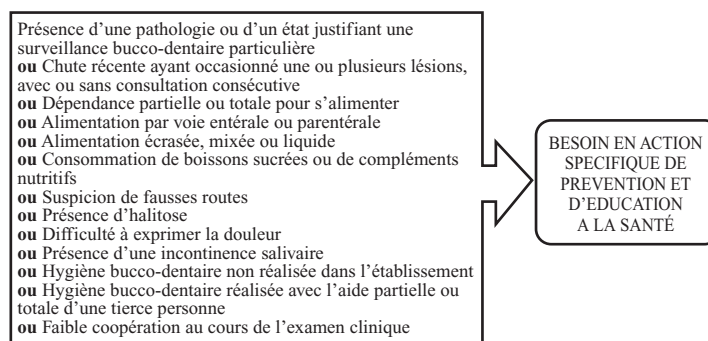 Présence d’une pathologie ou d’un état justifiant une
surveillance bucco-dentaire particulière
ou Chute récente ayant occasionné une ou plusieurs lésions,
avec ou sans consultation consécutive
ou Dépendance partielle ou totale pour s’alimenter
ou Alimentation par voie entérale ou parentérale
ou Alimentation écrasée, mixée ou liquide
ou Consommation de boissons sucrées ou de compléments
nutritifs
ou Suspicion de fausses routes
ou Présence d’halitose
ou Difficulté à exprimer la douleur
ou Présence d’une incontinence salivaire
ou Hygiène bucco-dentaire non réalisée dans l’établissement
ou Hygiène bucco-dentaire réalisée avec l’aide partielle ou
totale d’une tierce personne
ou Faible coopération au cours de l’examen clinique
BESOIN EN ACTION
SPECIFIQUE DE
PREVENTION ET
D’EDUCATION
A LA SANTÉ